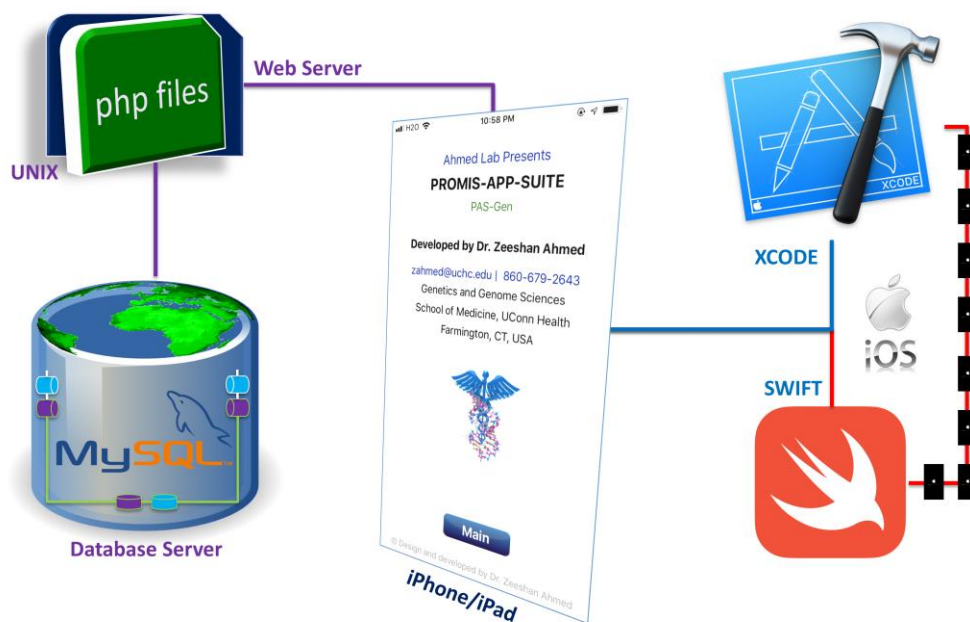 php files
Web Server
UNIX
H2O
10:58 PM
Ahmed Lab Presents
PROMIS-APP-SUITE
PAS-Gen
Developed by Dr. Zeeshan Ahmed
zahmed@uchc.edu | 860-679-2643
Genetics and Genome Sciences
School of Medicine, UConn Health
Farmington, CT, USA
Main
© Design and developed by Dr. Zeeshan Ahmed
iPhone/iPad
MySQL
Database Server
XCODE
XCODE
iOS
SWIFT